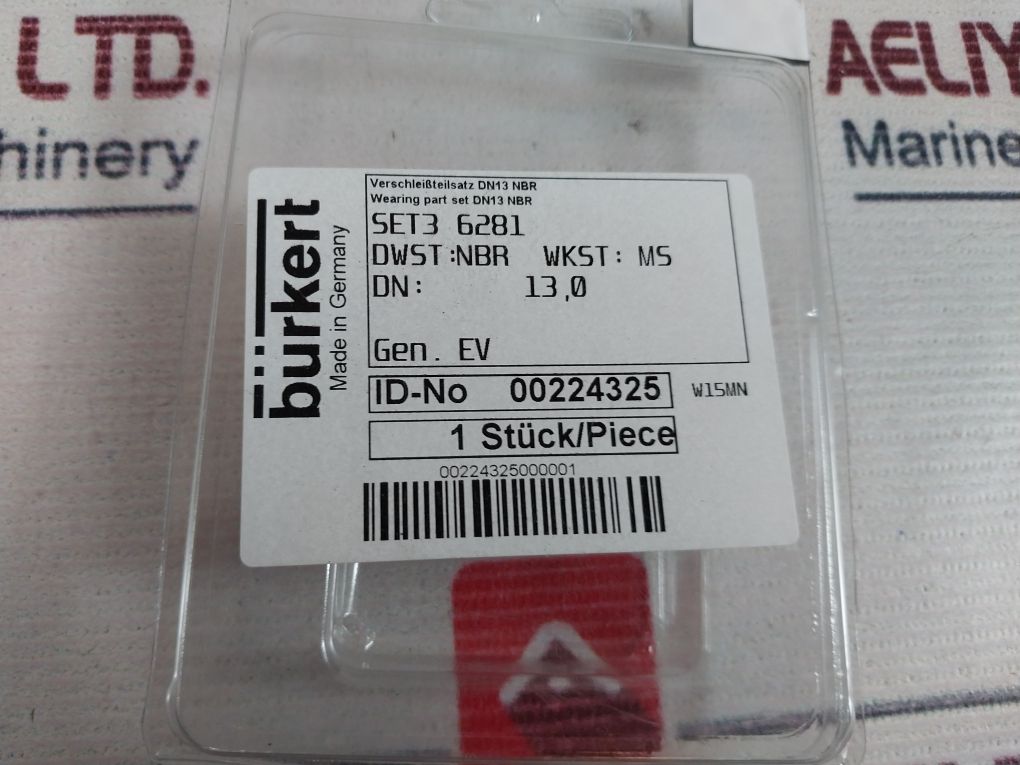 LTD.
AELIY
hinery
Marine
bürkert
Made in Germany
Verschleißteilsatz DN13 NBR
Wearing part set DN13 NBR
SET3 6281
DWST:NBR WKST: MS
DN: 13,0
Gen. EV
ID-No 00224325
W15MN
1 Stück/Piece
00224325000001